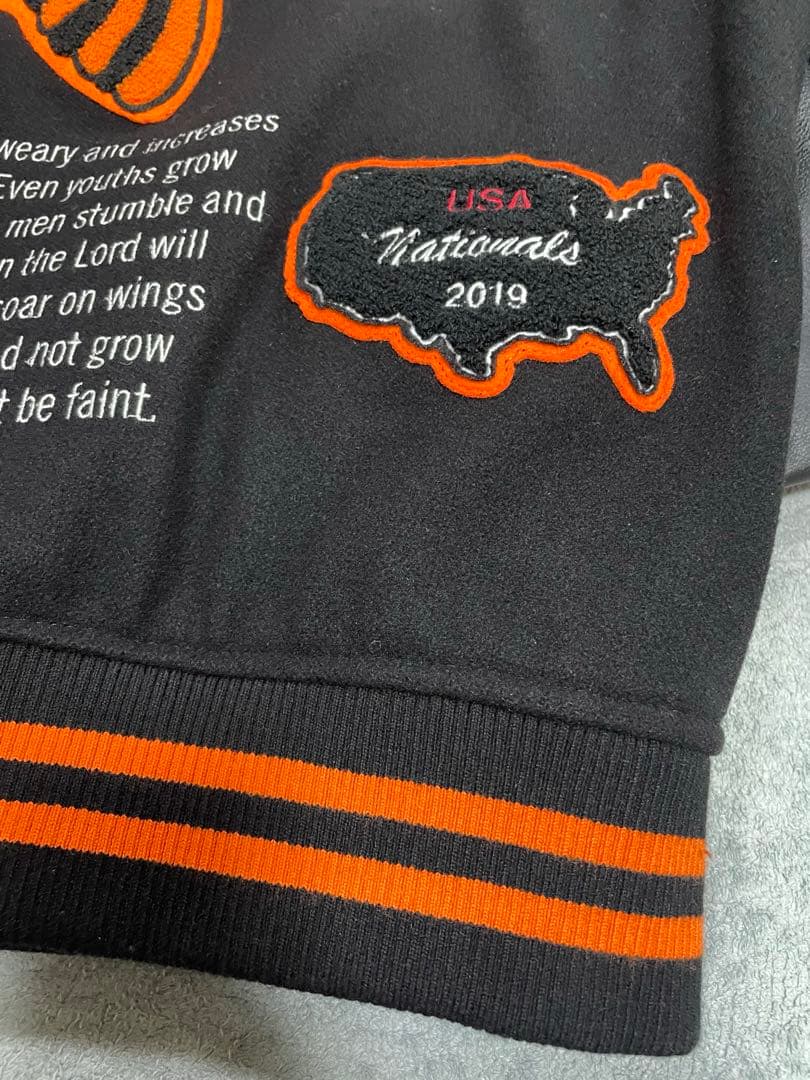 weary and increases
Even youths grow
men stumble and
n the Lord will
oar on wings
d not grow
t be faint.
USA
Nationals
2019